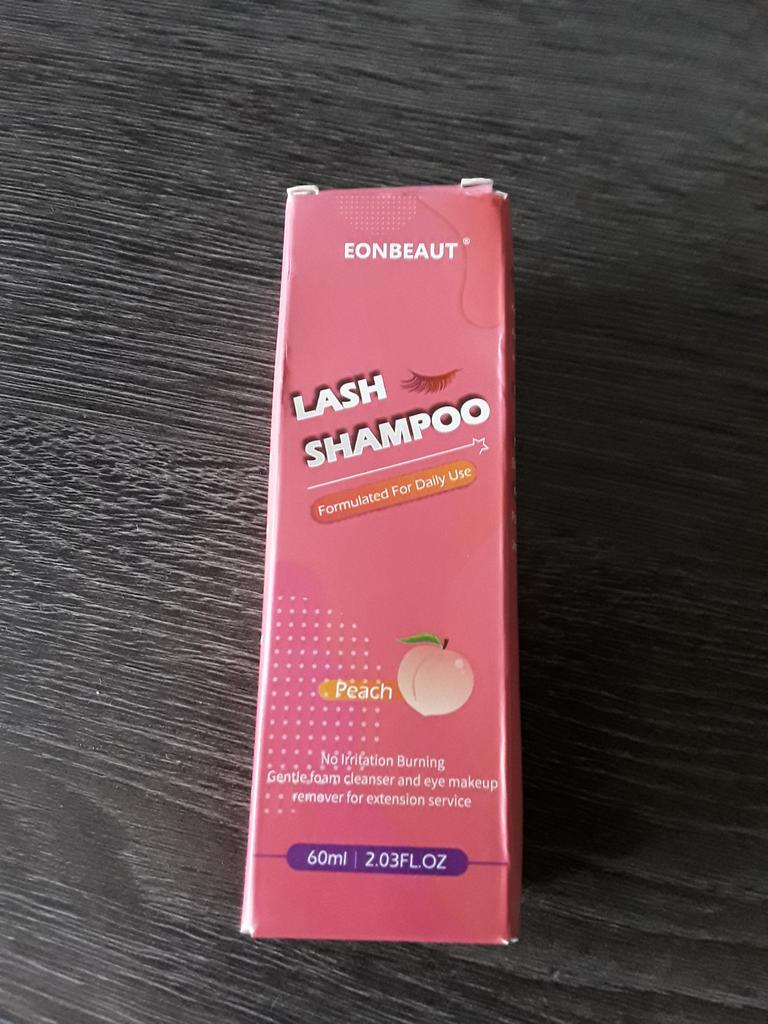 EONBEAUT®
LASH
SHAMPOO
Formulated For Daily Use
Peach
No Irritation Burning
Gentle foam cleanser and eye makeup
remover for extension service
60ml | 2.03FL.OZ